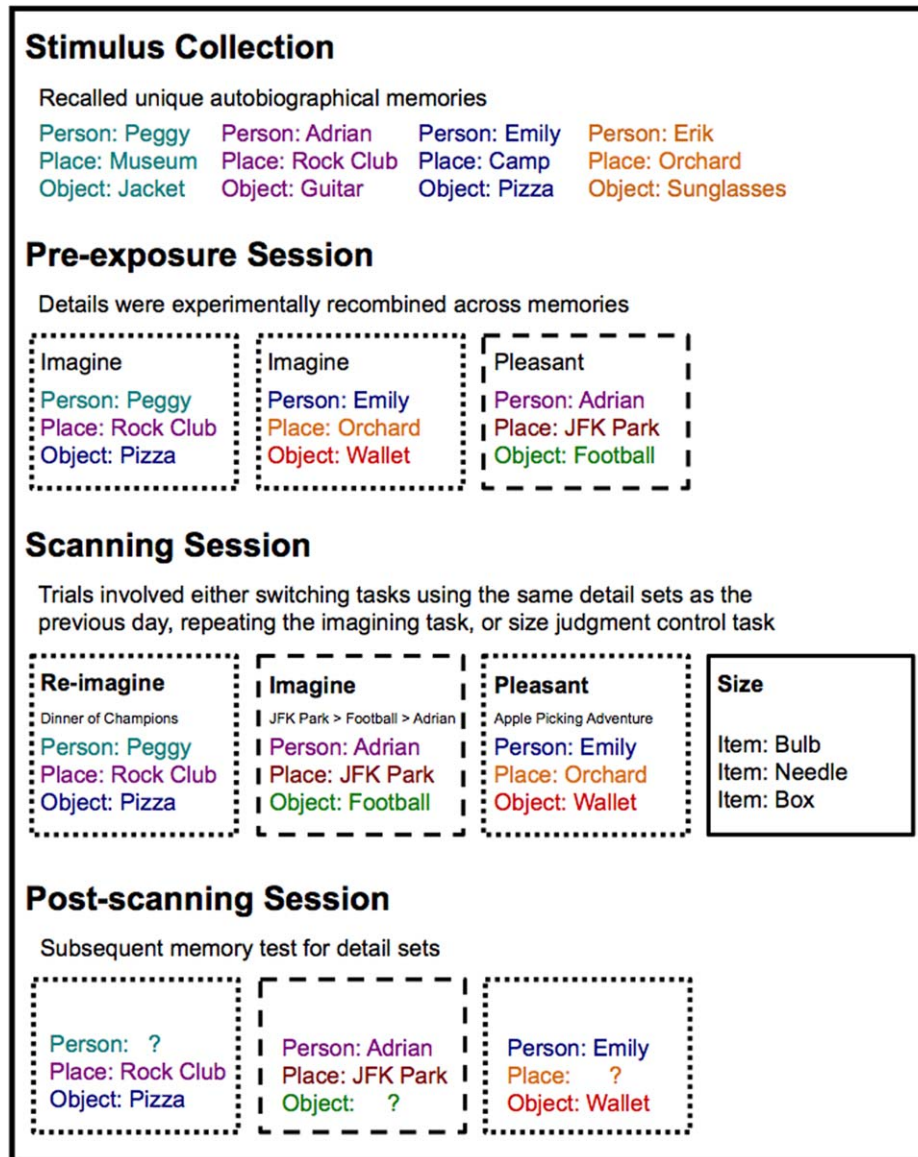 Stimulus Collection
Recalled unique autobiographical memories
Person: Peggy Person: Adrian Person: Emily Person: Erik
Place: Museum Place: Rock Club Place: Camp Place: Orchard
Object: Jacket Object: Guitar Object: Pizza Object: Sunglasses
Pre-exposure Session
Details were experimentally recombined across memories
Imagine Imagine Pleasant
Person: Peggy Person: Emily Person: Adrian
Place: Rock Club Place: Orchard Place: JFK Park
Object: Pizza Object: Wallet Object: Football
Scanning Session
Trials involved either switching tasks using the same detail sets as the
previous day, repeating the imagining task, or size judgment control task
Re-imagine Imagine Pleasant Size
Dinner of Champions JFK Park > Football > Adrian Apple Picking Adventure
Person: Peggy Person: Adrian Person: Emily Item: Bulb
Place: Rock Club Place: JFK Park Place: Orchard Item: Needle
Object: Pizza Object: Football Object: Wallet Item: Box
Post-scanning Session
Subsequent memory test for detail sets
Person: ? Person: Adrian Person: Emily
Place: Rock Club Place: JFK Park Place: ?
Object: Pizza Object: ? Object: Wallet